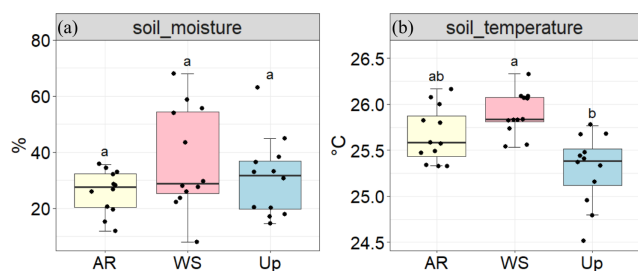 (a) soil_moisture
80
60
40
20
%
a
a
a
AR WS Up
(b) soil_temperature
26.5
26.0
25.5
25.0
24.5
°C
ab
a
b
AR WS Up